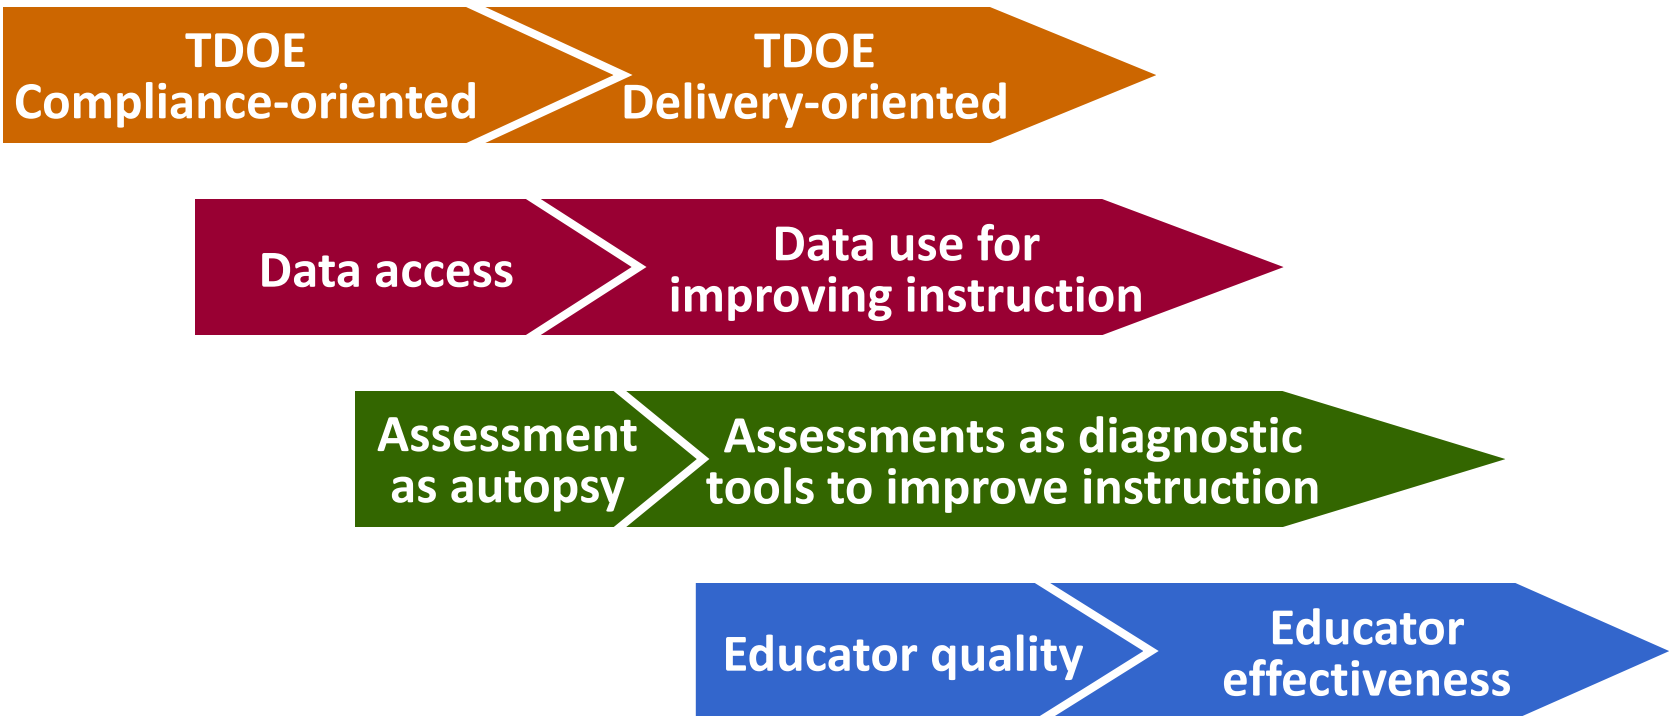 TDOE
Compliance-oriented
TDOE
Delivery-oriented
Data access
Data use for
improving instruction
Assessment
as autopsy
Assessments as diagnostic
tools to improve instruction
Educator quality
Educator
effectiveness